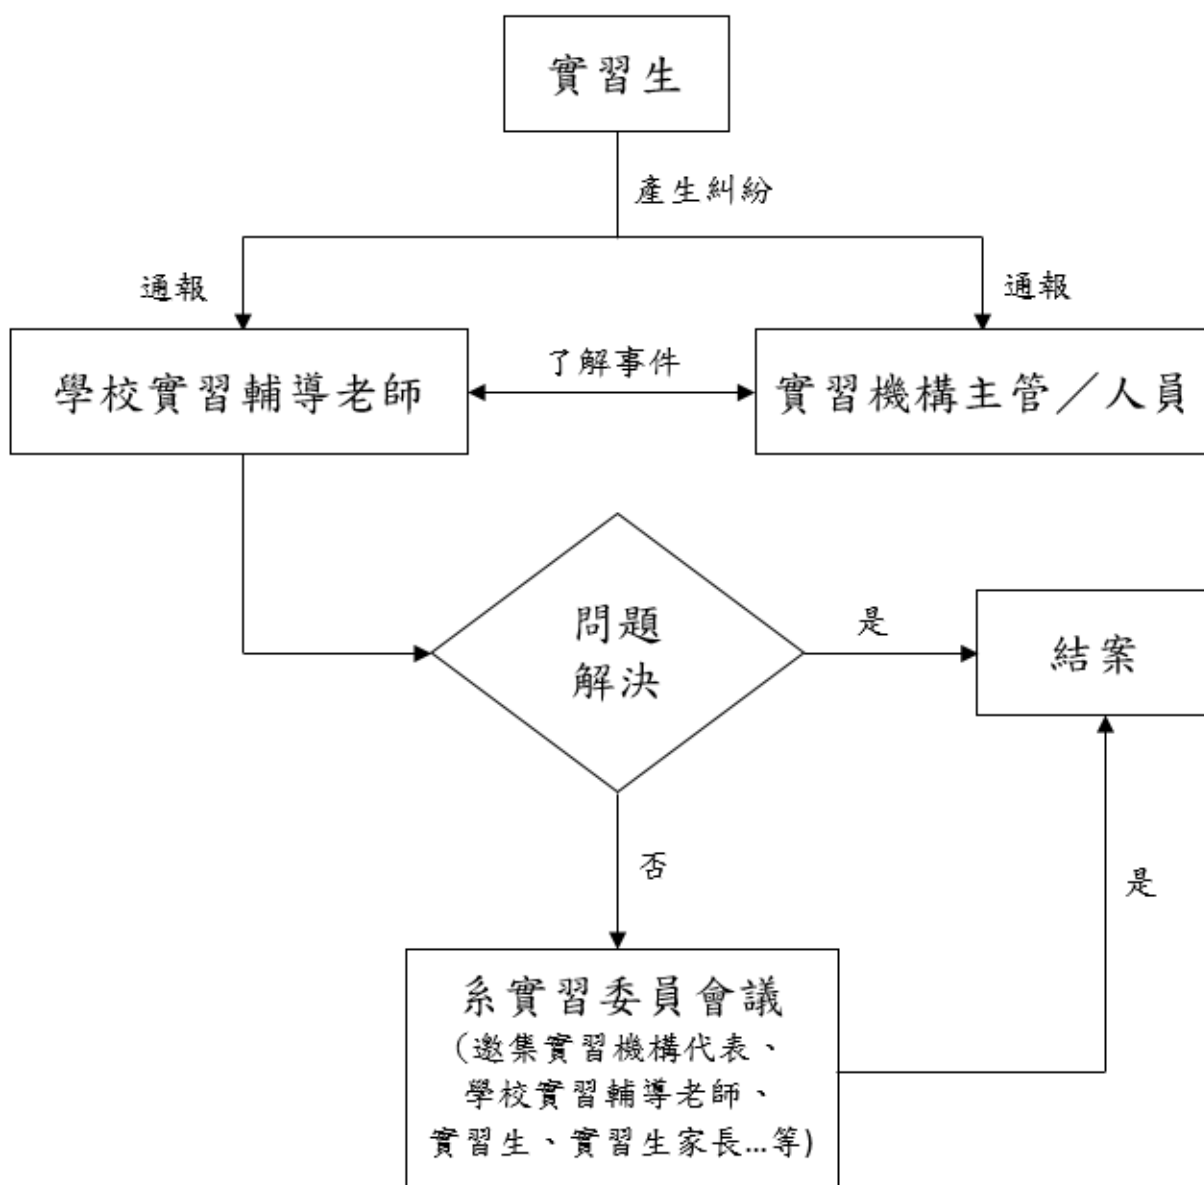 實習生
產生糾紛
通報
通報
學校實習輔導老師
了解事件
實習機構主管／人員
問題
解決
是
結案
否
是
系實習委員會議
(邀集實習機構代表、
學校實習輔導老師、
實習生、實習生家長...等)